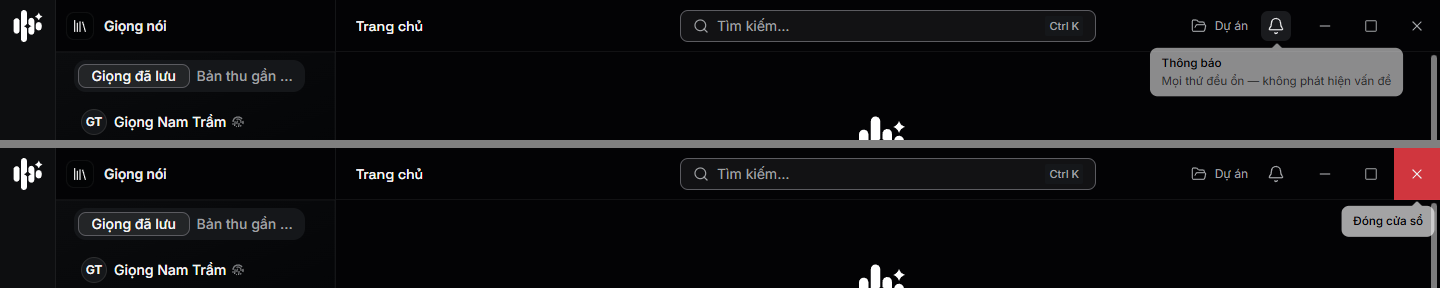 Giọng nói
Trang chủ
Tìm kiếm...
Ctrl K
Dự án
Thông báo
Mọi thứ đều ổn — không phát hiện vấn đề
Giọng đã lưu
Bản thu gần ...
GT
Giọng Nam Trầm
Giọng nói
Trang chủ
Tìm kiếm...
Ctrl K
Dự án
Đóng cửa sổ
Giọng đã lưu
Bản thu gần ...
GT
Giọng Nam Trầm